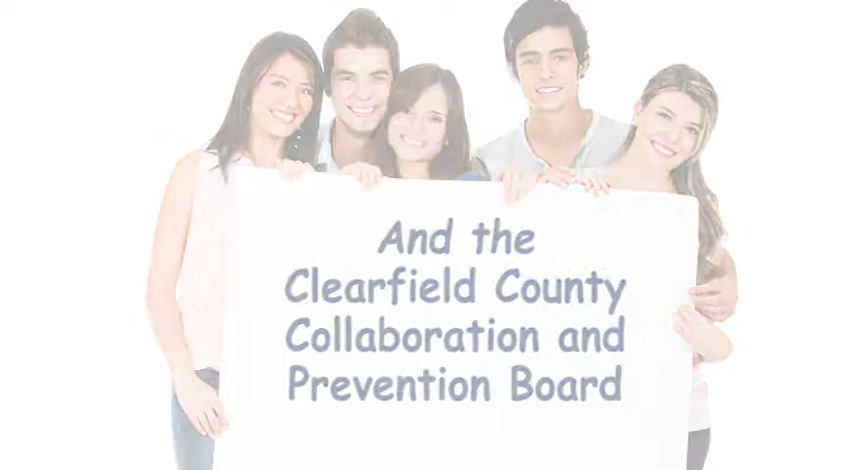 And the
Clearfield County
Collaboration and
Prevention Board